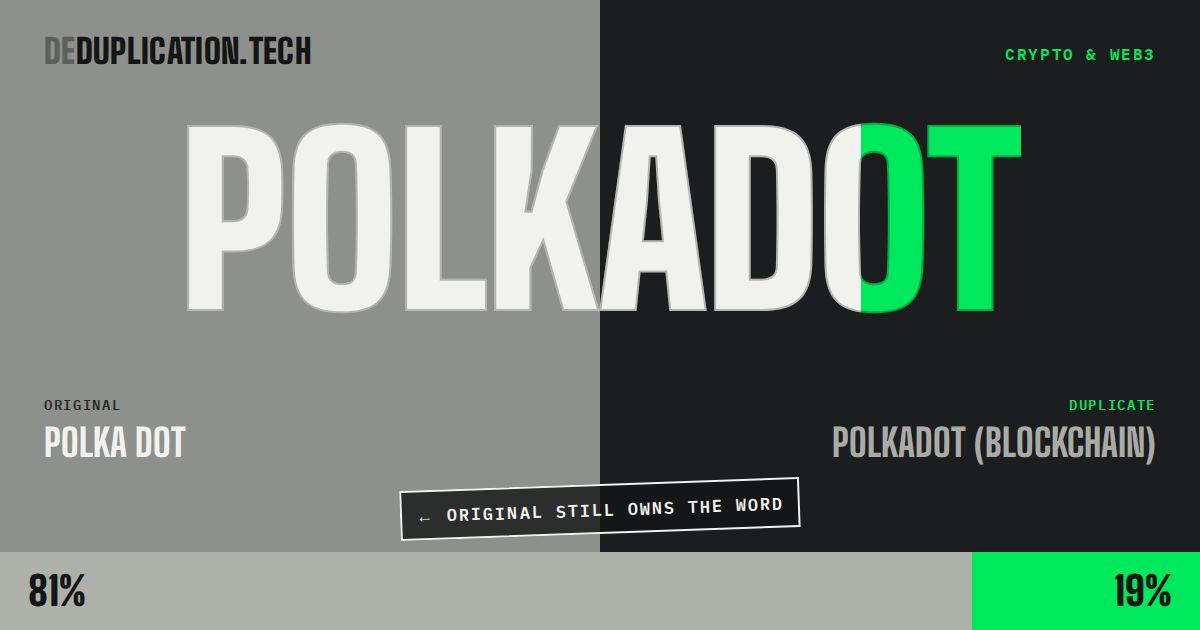 DEDUPLICATION.TECH
CRYPTO & WEB3
POLKADOT
ORIGINAL
POLKA DOT
DUPLICATE
POLKADOT (BLOCKCHAIN)
← ORIGINAL STILL OWNS THE WORD
81%
19%